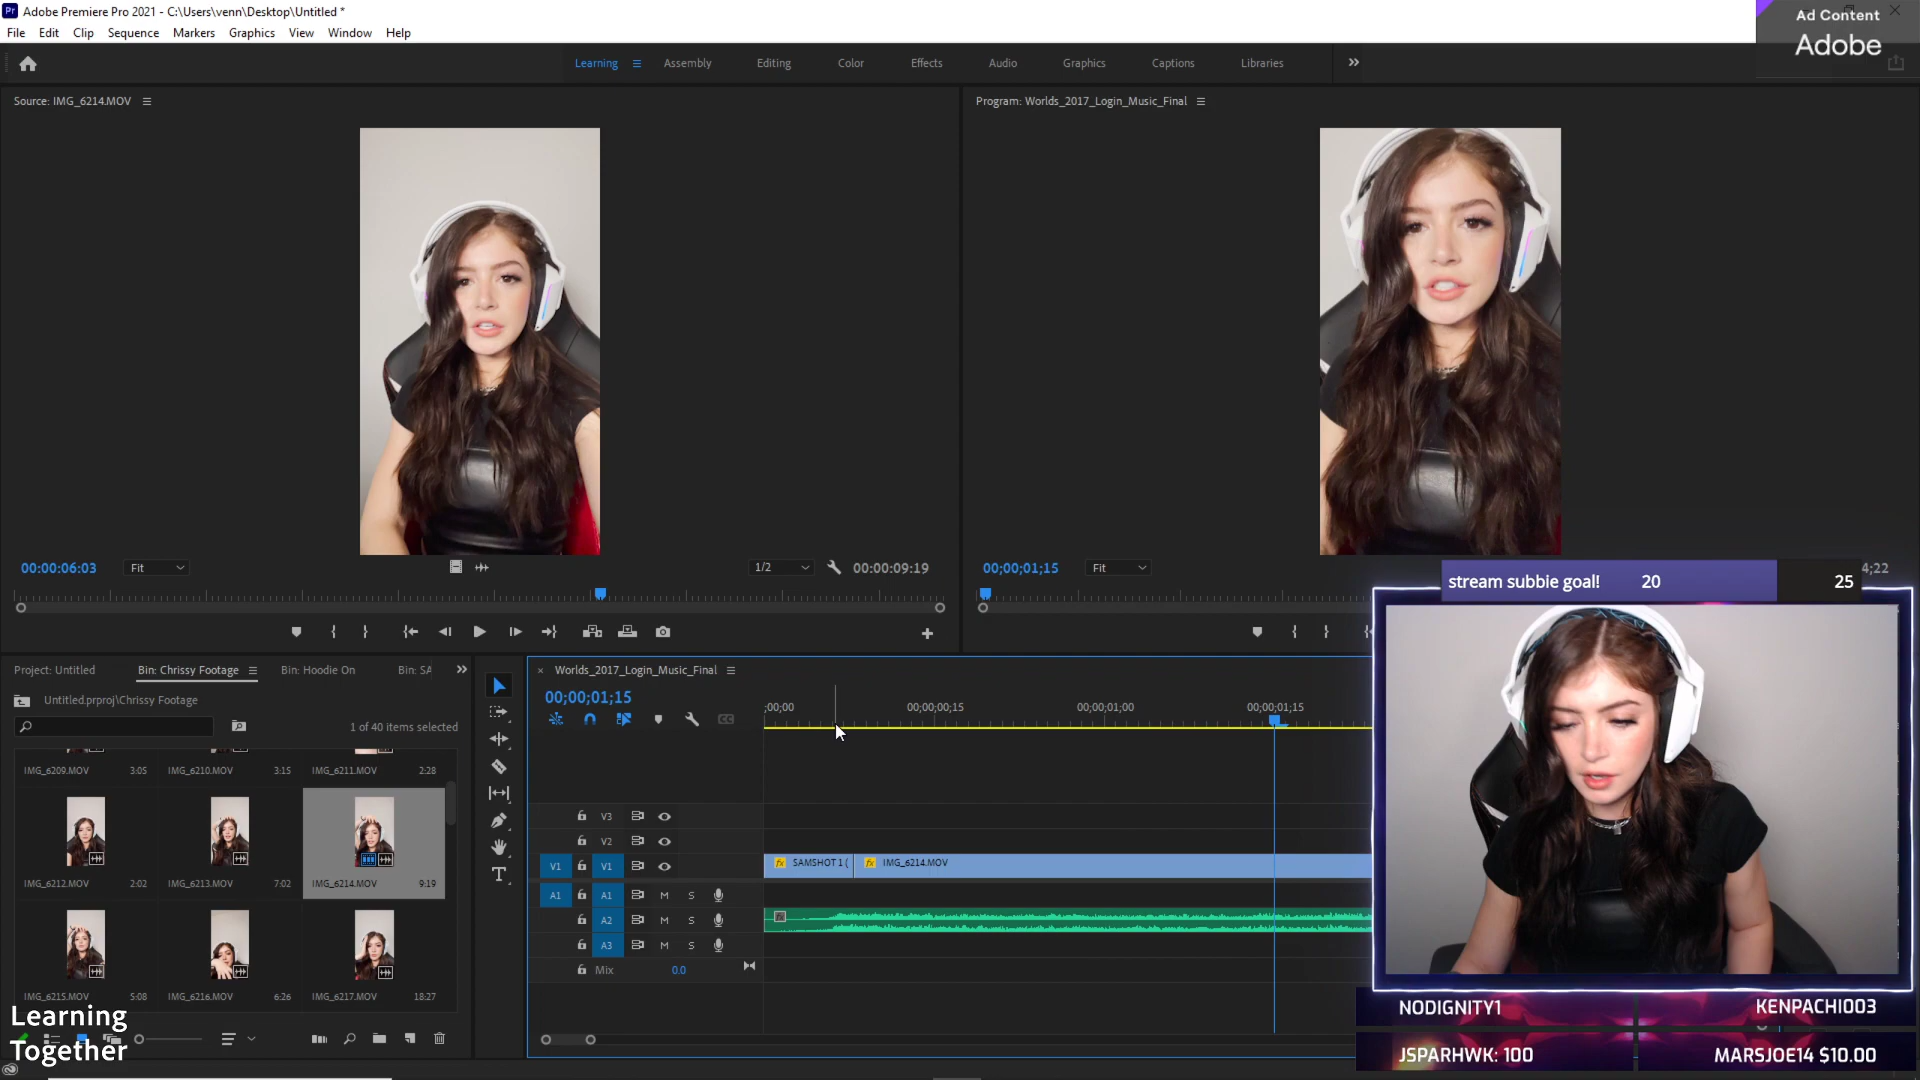 Adobe Premiere Pro 2021 - C:\Users\venn\Desktop\Untitled *
File Edit Clip Sequence Markers Graphics View Window Help
Ad Content
Adobe
Learning Assembly Editing Color Effects Audio Graphics Captions Libraries
Source: IMG_6214.MOV
Program: Worlds_2017_Login_Music_Final
00:00:06:03 Fit 1/2 00:00:09:19
00;00;01;15 Fit 4;22
stream subbie goal! 20 25
Project: Untitled Bin: Chrissy Footage Bin: Hoodie On Bin: SA
Untitled.prproj\Chrissy Footage
1 of 40 items selected
IMG_6209.MOV 3:05 IMG_6210.MOV 3:15 IMG_6211.MOV 2:28
IMG_6212.MOV 2:02 IMG_6213.MOV 7:02 IMG_6214.MOV 9:19
IMG_6215.MOV 5:08 IMG_6216.MOV 6:26 IMG_6217.MOV 18:27
Learning
Together
Worlds_2017_Login_Music_Final
00;00;01;15
;00;00 00;00;00;15 00;00;01;00 00;00;01;15
V3
V2
V1 V1 fx SAMSHOT 1 ( fx IMG_6214.MOV
A1 A1 M S
A2 M S
A3 M S
Mix 0.0
NODIGNITY1 KENPACHI003
JSPARHWK: 100 MARSJOE14 $10.00